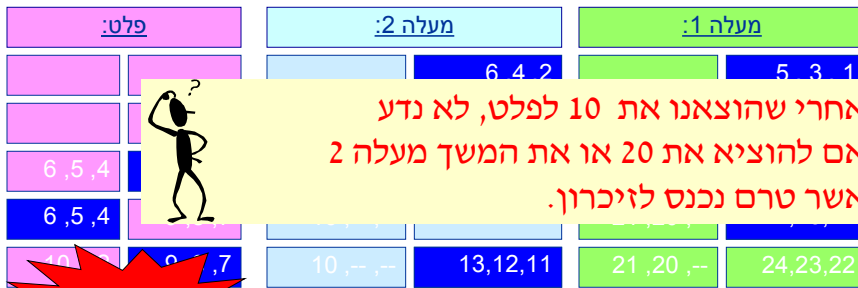 מעלה 1:
מעלה 2:
פלט:
5 , 3 , 1
6 ,4 ,2
אחרי שהוצאנו את 10 לפלט, לא נדע
אם להוציא את 20 או את המשך מעלה 2
אשר טרם נכנס לזיכרון.
?
6 ,5 ,4
6 ,5 ,4
24,23,22
21 ,20 ,--
13,12,11
10 ,-- ,--